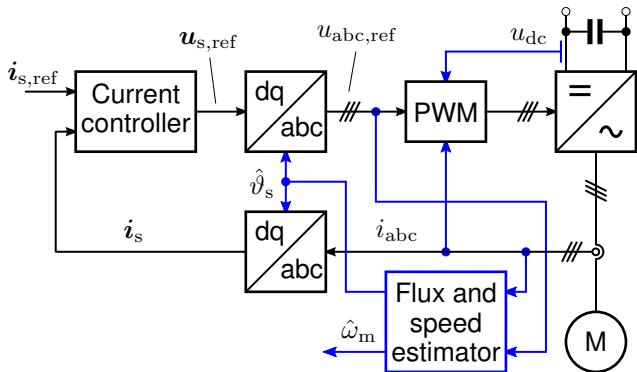 u_s,ref
u_abc,ref
u_dc
i_s,ref
Current
controller
dq
abc
PWM
=
~
ϑ̂_s
i_s
dq
abc
i_abc
Flux and
speed
estimator
ω̂_m
M